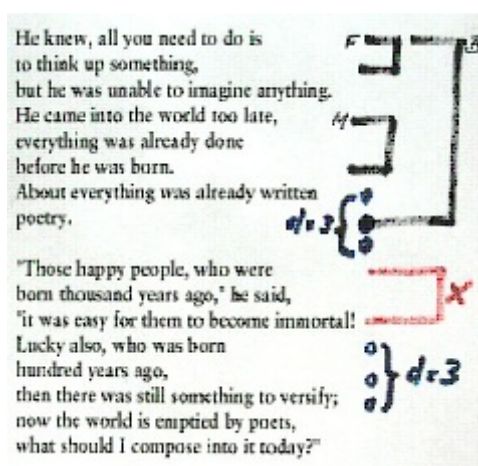 He knew, all you need to do is F R
to think up something,
but he was unable to imagine anything.
He came into the world too late, M
everything was already done
before he was born.
About everything was already written
poetry. d=3
"Those happy people, who were
born thousand years ago," he said, X
"it was easy for them to become immortal!
Lucky also, who was born
hundred years ago, d=3
then there was still something to versify;
now the world is emptied by poets,
what should I compose into it today?"